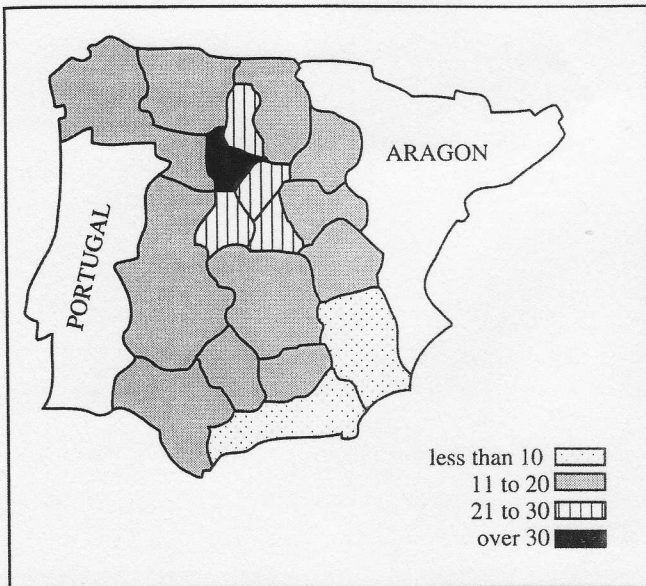 ARAGON
PORTUGAL
less than 10
11 to 20
21 to 30
over 30